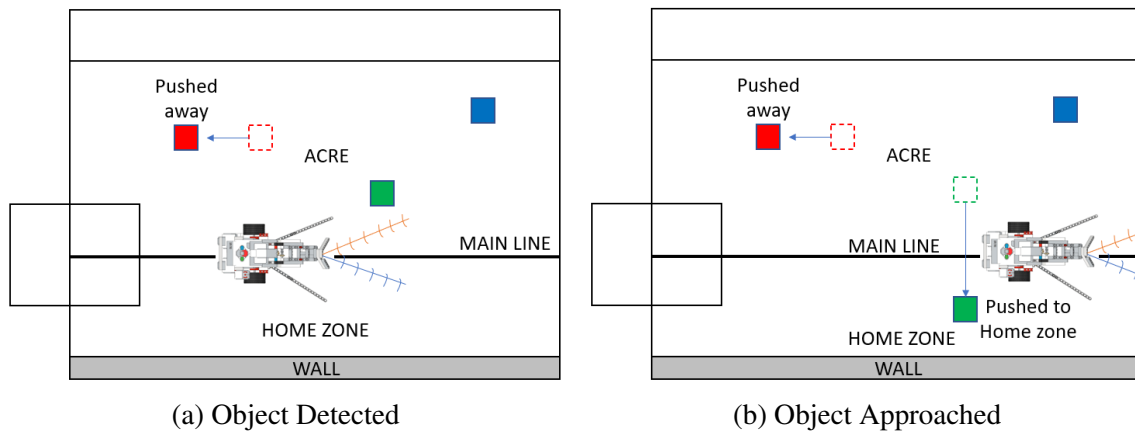 Pushed
away
ACRE
MAIN LINE
HOME ZONE
WALL
(a) Object Detected
Pushed
away
ACRE
MAIN LINE
Pushed to
Home zone
HOME ZONE
WALL
(b) Object Approached